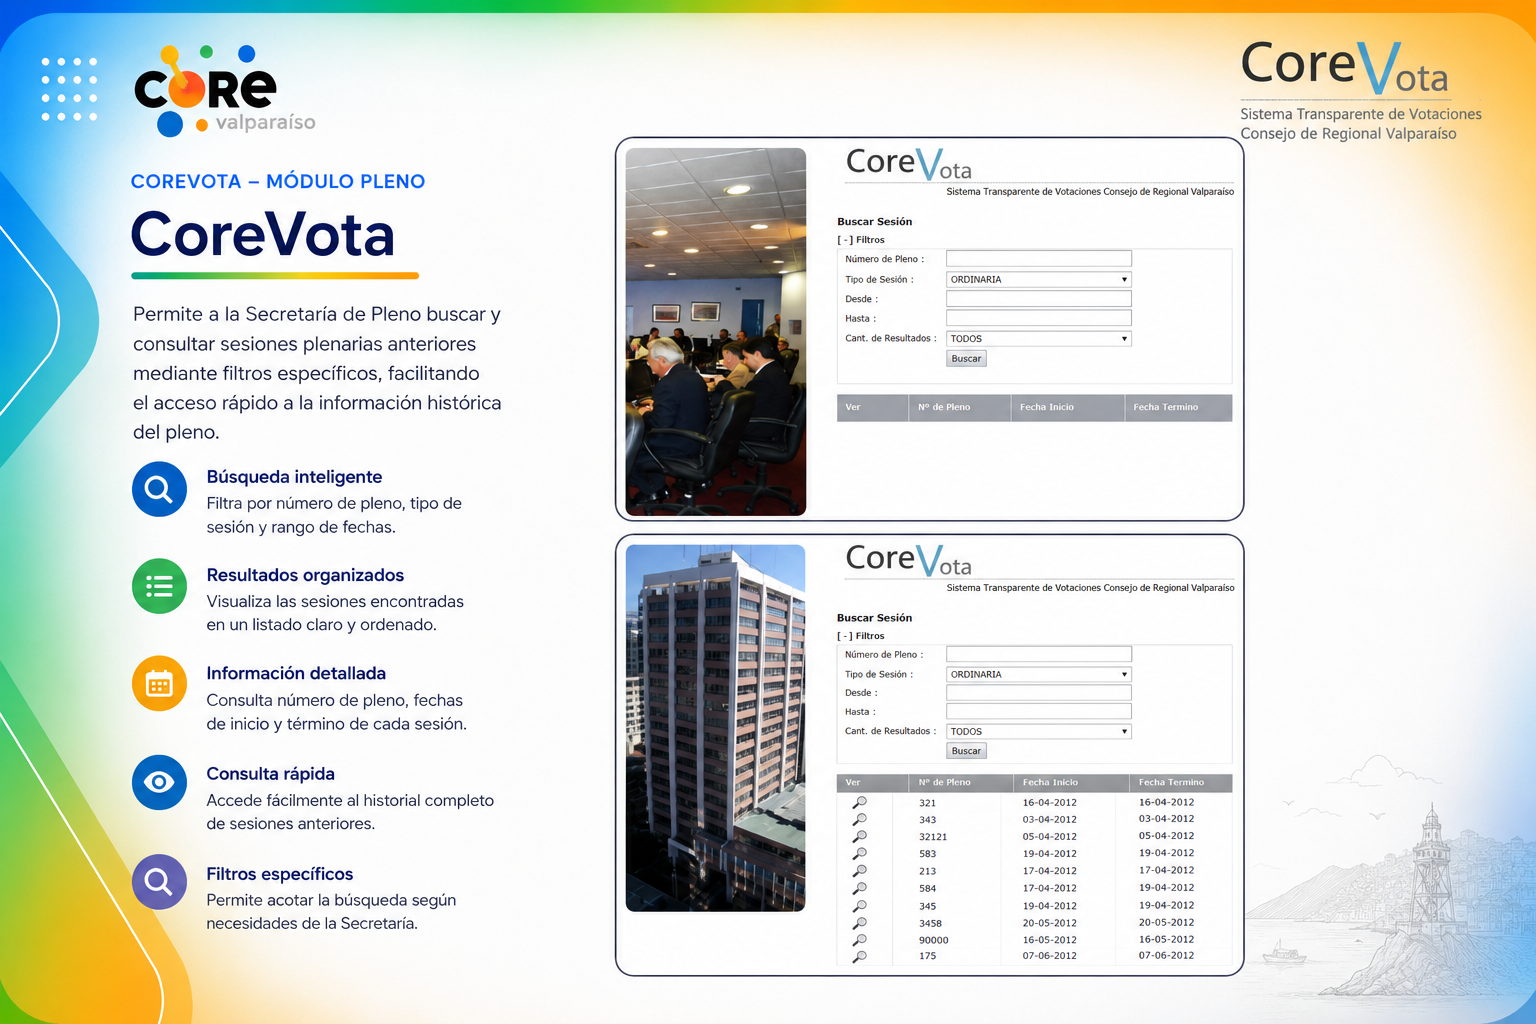 CORe
valparaíso
CoreVota
Sistema Transparente de Votaciones
Consejo de Regional Valparaíso
COREVOTA – MÓDULO PLENO
CoreVota
Permite a la Secretaría de Pleno buscar y
consultar sesiones plenarias anteriores
mediante filtros específicos, facilitando
el acceso rápido a la información histórica
del pleno.
Búsqueda inteligente
Filtra por número de pleno, tipo de
sesión y rango de fechas.
Resultados organizados
Visualiza las sesiones encontradas
en un listado claro y ordenado.
Información detallada
Consulta número de pleno, fechas
de inicio y término de cada sesión.
Consulta rápida
Accede fácilmente al historial completo
de sesiones anteriores.
Filtros específicos
Permite acotar la búsqueda según
necesidades de la Secretaría.
CoreVota
Sistema Transparente de Votaciones Consejo de Regional Valparaíso
Buscar Sesión
[ - ] Filtros
Número de Pleno :
Tipo de Sesión : ORDINARIA
Desde :
Hasta :
Cant. de Resultados : TODOS
Buscar
Ver Nº de Pleno Fecha Inicio Fecha Termino
CoreVota
Sistema Transparente de Votaciones Consejo de Regional Valparaíso
Buscar Sesión
[ - ] Filtros
Número de Pleno :
Tipo de Sesión : ORDINARIA
Desde :
Hasta :
Cant. de Resultados : TODOS
Buscar
Ver Nº de Pleno Fecha Inicio Fecha Termino
321 16-04-2012 16-04-2012
343 03-04-2012 03-04-2012
32121 05-04-2012 05-04-2012
583 19-04-2012 19-04-2012
213 17-04-2012 17-04-2012
584 17-04-2012 19-04-2012
345 19-04-2012 19-04-2012
3458 20-05-2012 20-05-2012
90000 16-05-2012 16-05-2012
175 07-06-2012 07-06-2012